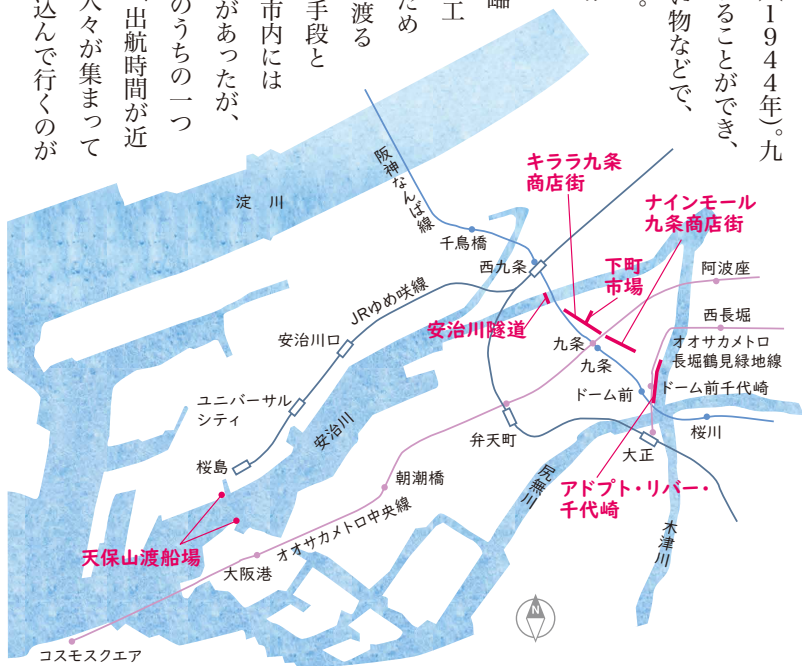 1944年)。九
ることができ、
物などで、
。
工
ため
渡る
手段と
市内には
があったが、
のうちの一つ
出航時間が近
人々が集まって
込んで行くのが
淀川
阪神なんば線
千鳥橋
西九条
キララ九条
商店街
ナインモール
九条商店街
下町
市場
阿波座
西長堀
オオサカメトロ
長堀鶴見緑地線
ドーム前千代崎
安治川隧道
九条
九条
ドーム前
桜川
JRゆめ咲線
安治川口
ユニバーサル
シティ
桜島
安治川
弁天町
大正
朝潮橋
尻無川
アドプト・リバー・
千代崎
木津川
天保山渡船場
大阪港
オオサカメトロ中央線
コスモスクエア
N